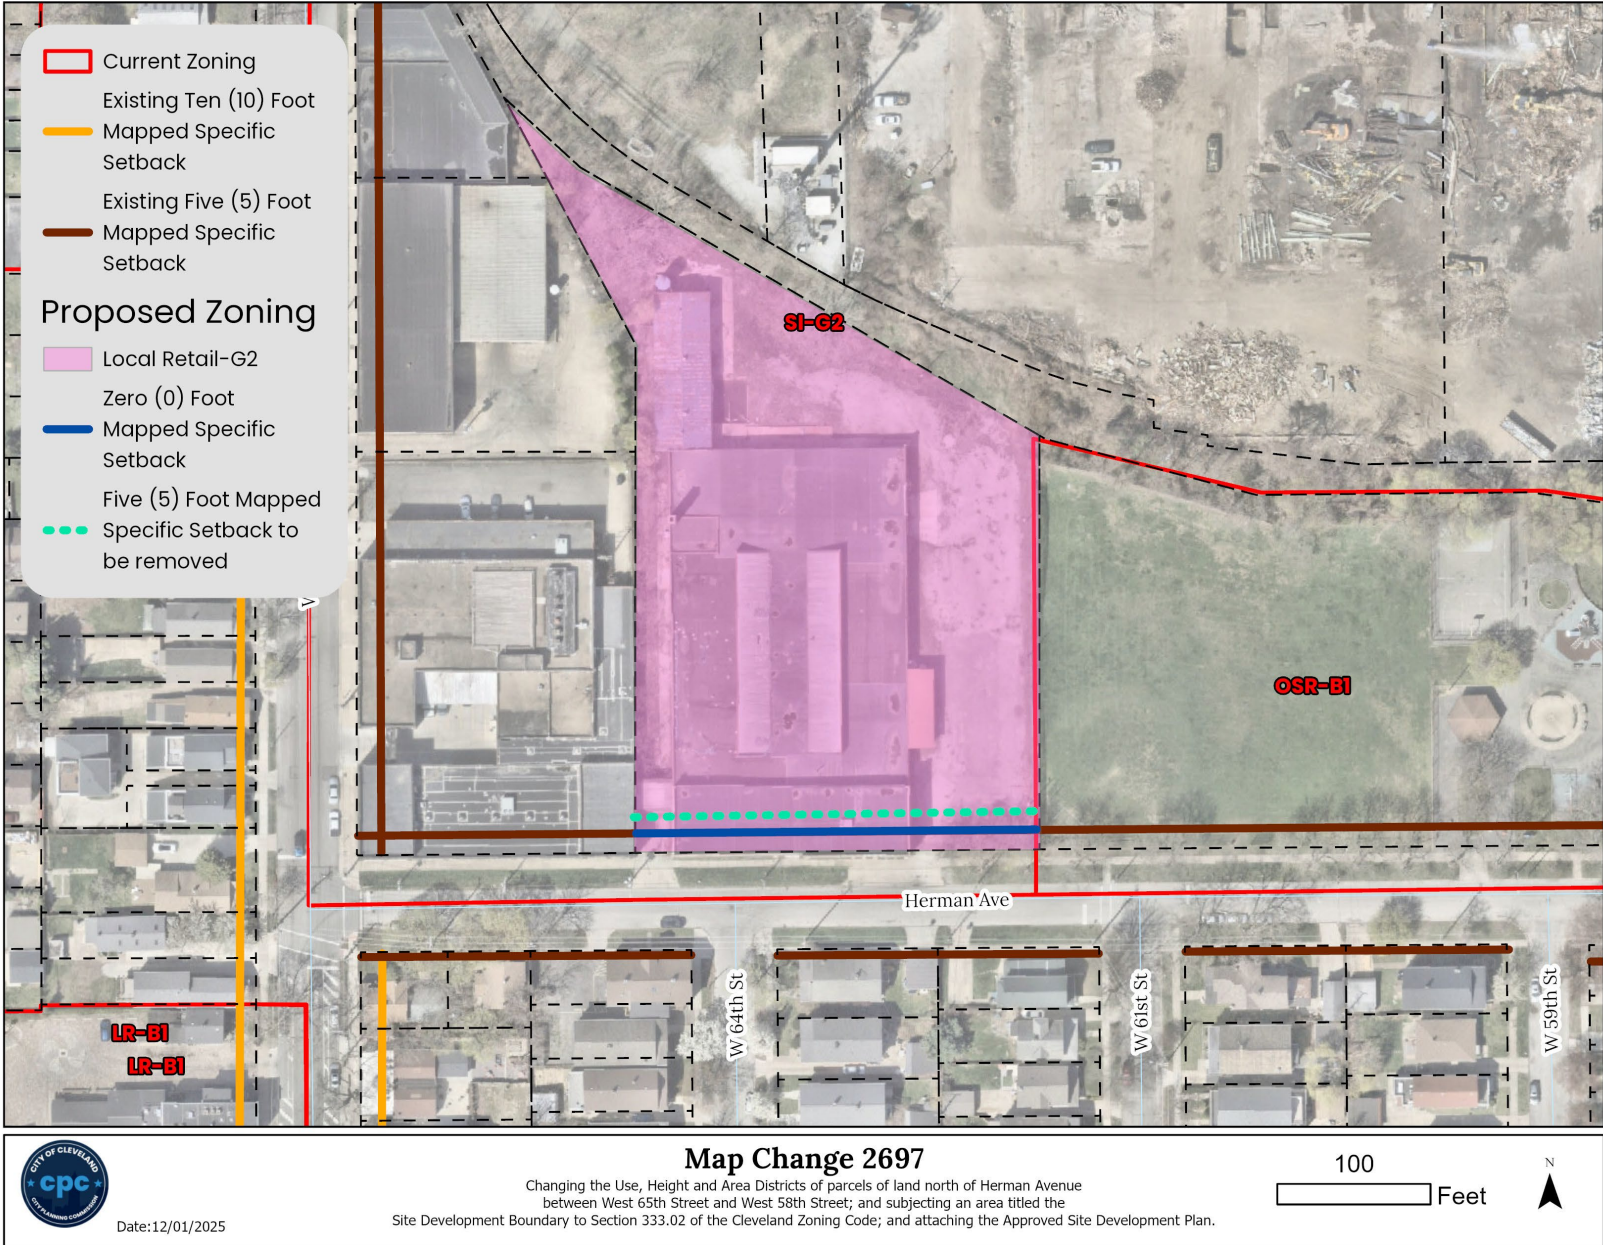 Current Zoning
Existing Ten (10) Foot
Mapped Specific
Setback
Existing Five (5) Foot
Mapped Specific
Setback
Proposed Zoning
Local Retail-G2
Zero (0) Foot
Mapped Specific
Setback
Five (5) Foot Mapped
Specific Setback to
be removed
SI-G2
OSR-B1
Herman Ave
W 64th St
W 61st St
W 59th St
LR-B1
LR-B1
CITY OF CLEVELAND
cpc
CITY PLANNING COMMISSION
Date:12/01/2025
Map Change 2697
Changing the Use, Height and Area Districts of parcels of land north of Herman Avenue
between West 65th Street and West 58th Street; and subjecting an area titled the
Site Development Boundary to Section 333.02 of the Cleveland Zoning Code; and attaching the Approved Site Development Plan.
100
Feet
N